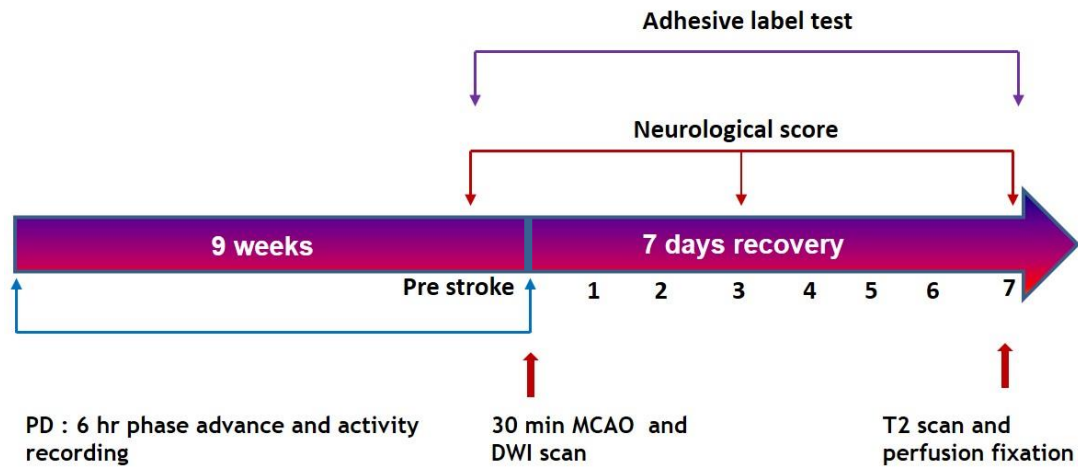 Adhesive label test
Neurological score
9 weeks
7 days recovery
Pre stroke
1 2 3 4 5 6 7
PD : 6 hr phase advance and activity
recording
30 min MCAO and
DWI scan
T2 scan and
perfusion fixation